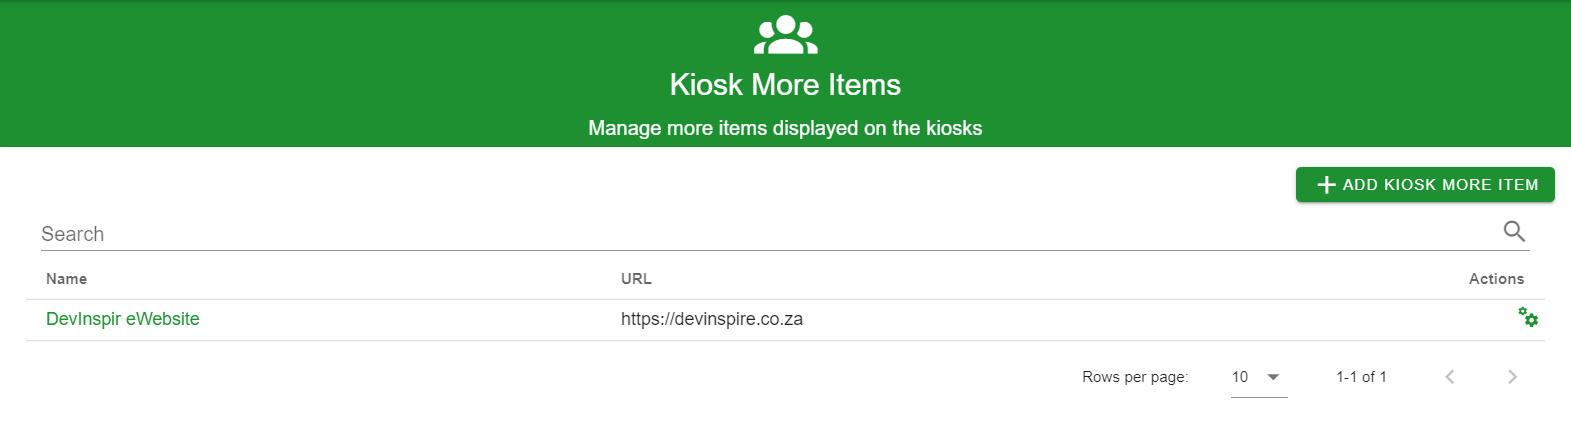 Kiosk More Items
Manage more items displayed on the kiosks
ADD KIOSK MORE ITEM
Search
Name URL Actions
DevInspir eWebsite https://devinspire.co.za
Rows per page: 10 1-1 of 1